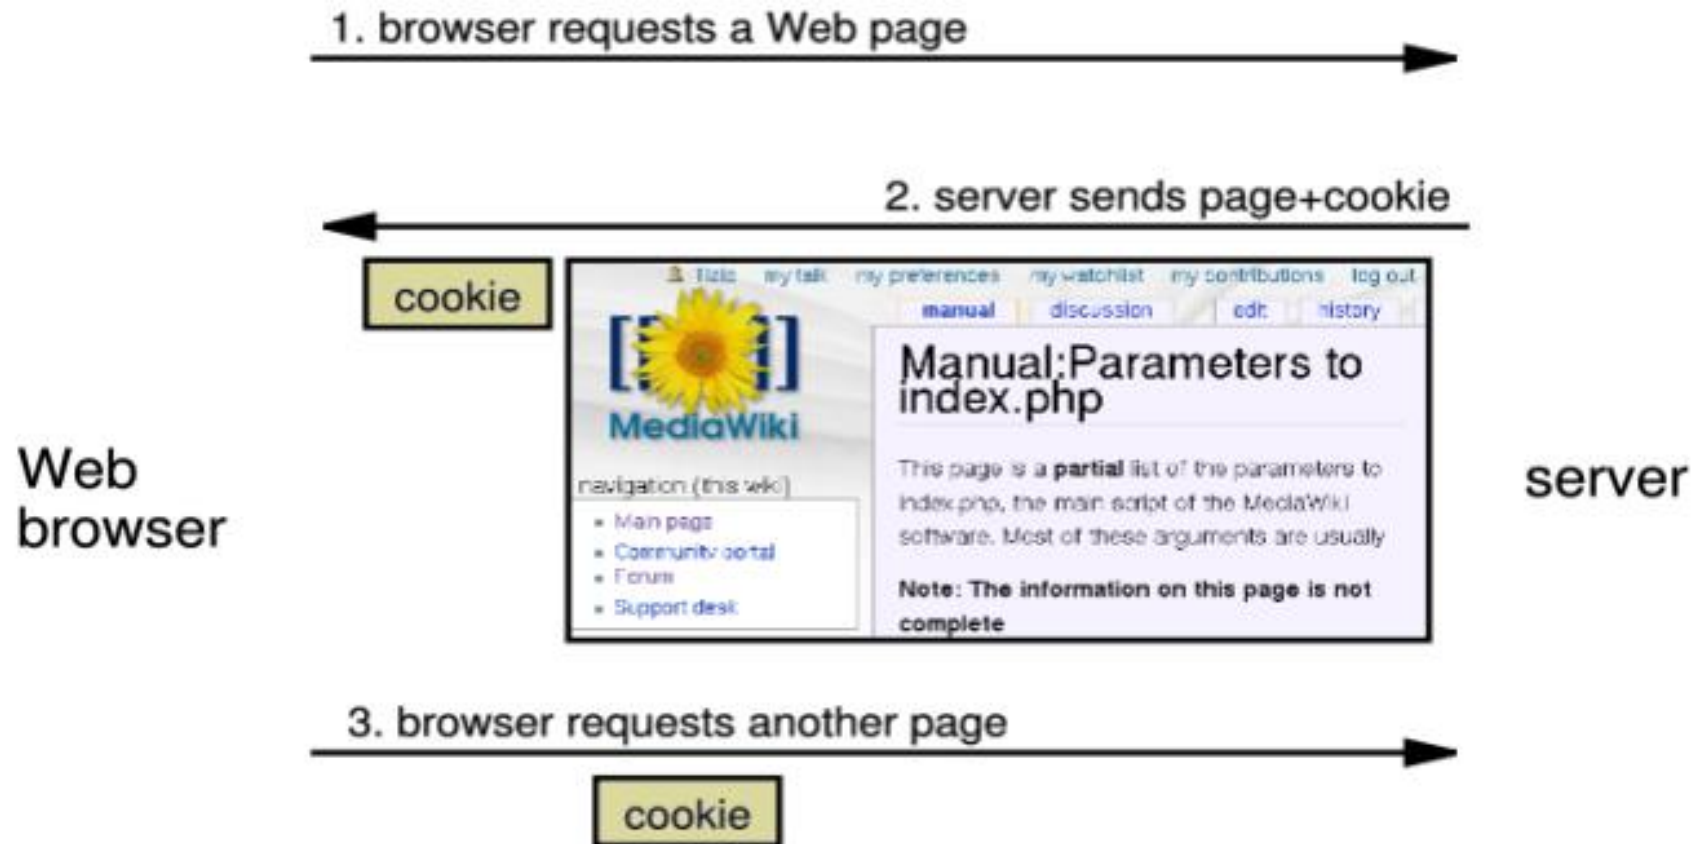 1. browser requests a Web page
2. server sends page+cookie
cookie
Tizio my talk my preferences my watchlist my contributions log out
manual discussion edit history
MediaWiki
Manual:Parameters to
index.php
navigation (this wiki)
Main page
Community portal
Forum
Support desk
This page is a partial list of the parameters to
index.php, the main script of the MediaWiki
software. Most of these arguments are usually
Note: The information on this page is not
complete
Web
browser
server
3. browser requests another page
cookie